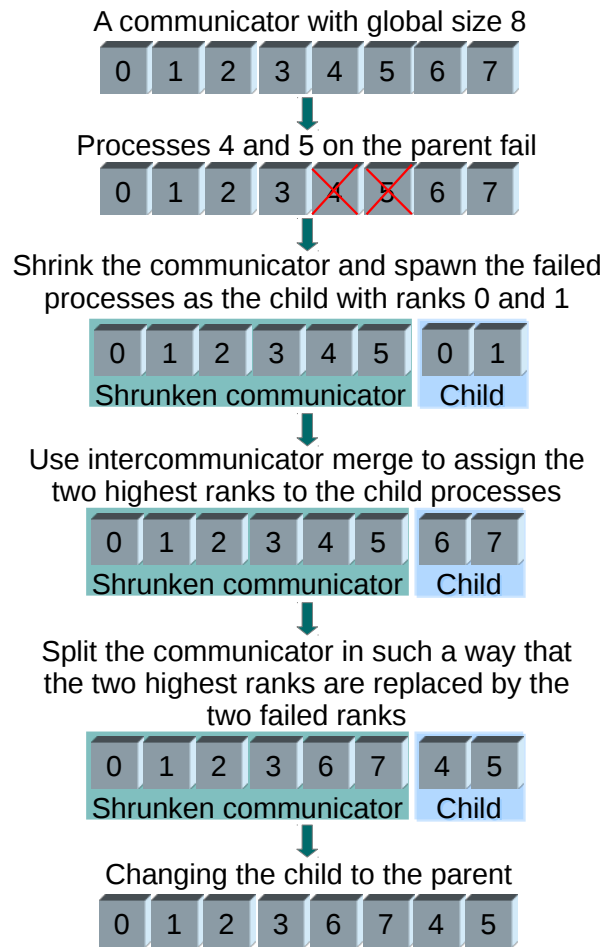 A communicator with global size 8
0 1 2 3 4 5 6 7
Processes 4 and 5 on the parent fail
0 1 2 3 4 5 6 7
Shrink the communicator and spawn the failed
processes as the child with ranks 0 and 1
0 1 2 3 4 5 0 1
Shrunken communicator Child
Use intercommunicator merge to assign the
two highest ranks to the child processes
0 1 2 3 4 5 6 7
Shrunken communicator Child
Split the communicator in such a way that
the two highest ranks are replaced by the
two failed ranks
0 1 2 3 6 7 4 5
Shrunken communicator Child
Changing the child to the parent
0 1 2 3 6 7 4 5